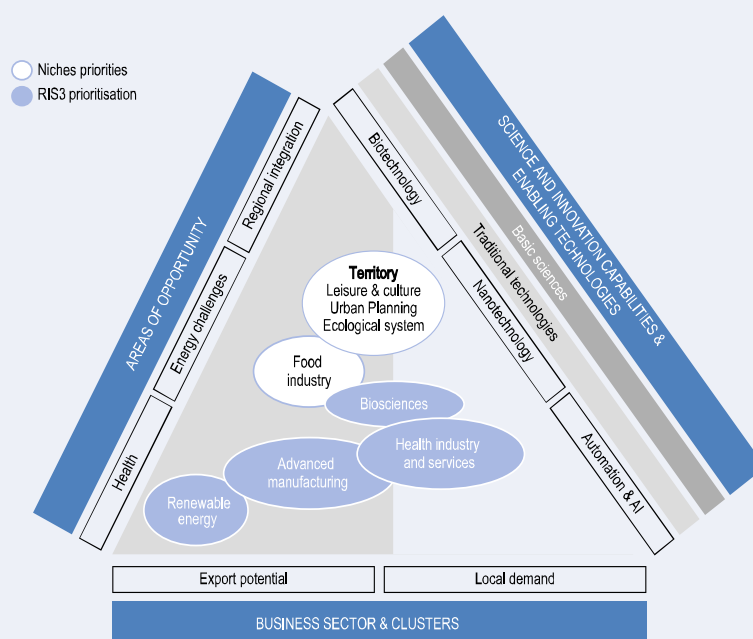 Niches priorities
RIS3 prioritisation
AREAS OF OPPORTUNITY
Regional integration
Energy challenges
Health
SCIENCE AND INNOVATION CAPABILITIES &
ENABLING TECHNOLOGIES
Basic sciences
Traditional technologies
Biotechnology
Nanotechnology
Automation & AI
Territory
Leisure & culture
Urban Planning
Ecological system
Food
industry
Biosciences
Health industry
and services
Advanced
manufacturing
Renewable
energy
Export potential
Local demand
BUSINESS SECTOR & CLUSTERS